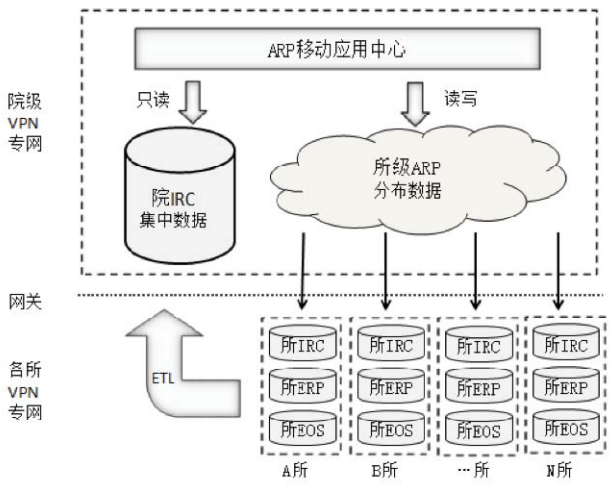 ARP移动应用中心
只读
读写
院级
VPN
专网
院IRC
集中数据
所级ARP
分布数据
网关
各所
VPN
专网
ETL
所IRC 所IRC 所IRC 所IRC
所ERP 所ERP 所ERP 所ERP
所EOS 所EOS 所EOS 所EOS
A所 B所 …所 N所